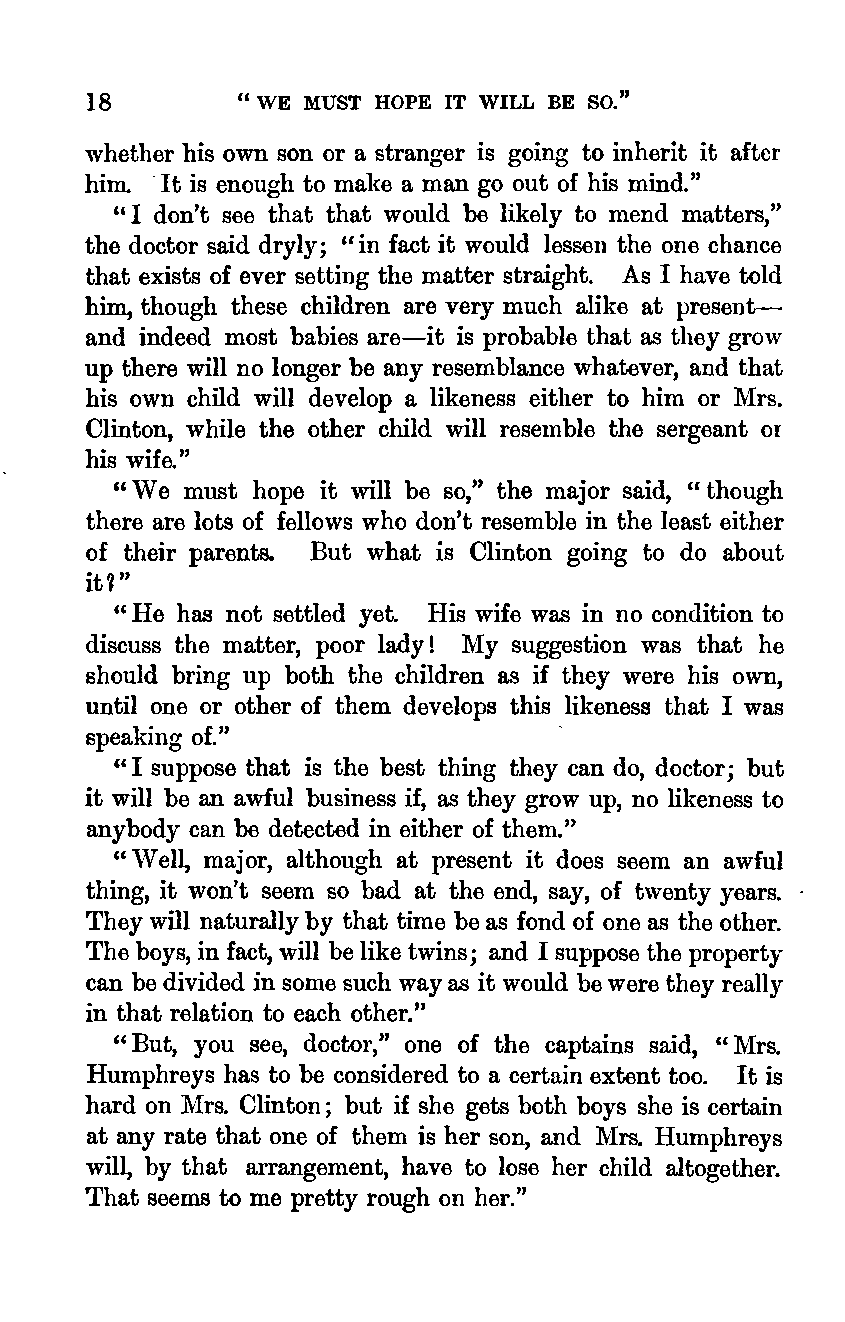 18 “WE MUST HOPE IT WILL BE SO.”
whether his own son or a stranger is going to inherit it after
him. It is enough to make a man go out of his mind.”
“I don’t see that that would be likely to mend matters,”
the doctor said dryly; “in fact it would lessen the one chance
that exists of ever setting the matter straight. As I have told
him, though these children are very much alike at present—
and indeed most babies are—it is probable that as they grow
up there will no longer be any resemblance whatever, and that
his own child will develop a likeness either to him or Mrs.
Clinton, while the other child will resemble the sergeant or
his wife.”
“We must hope it will be so,” the major said, “though
there are lots of fellows who don’t resemble in the least either
of their parents. But what is Clinton going to do about
it?”
“He has not settled yet. His wife was in no condition to
discuss the matter, poor lady! My suggestion was that he
should bring up both the children as if they were his own,
until one or other of them develops this likeness that I was
speaking of.”
“I suppose that is the best thing they can do, doctor; but
it will be an awful business if, as they grow up, no likeness to
anybody can be detected in either of them.”
“Well, major, although at present it does seem an awful
thing, it won’t seem so bad at the end, say, of twenty years.
They will naturally by that time be as fond of one as the other.
The boys, in fact, will be like twins; and I suppose the property
can be divided in some such way as it would be were they really
in that relation to each other.”
“But, you see, doctor,” one of the captains said, “Mrs.
Humphreys has to be considered to a certain extent too. It is
hard on Mrs. Clinton; but if she gets both boys she is certain
at any rate that one of them is her son, and Mrs. Humphreys
will, by that arrangement, have to lose her child altogether.
That seems to me pretty rough on her.”